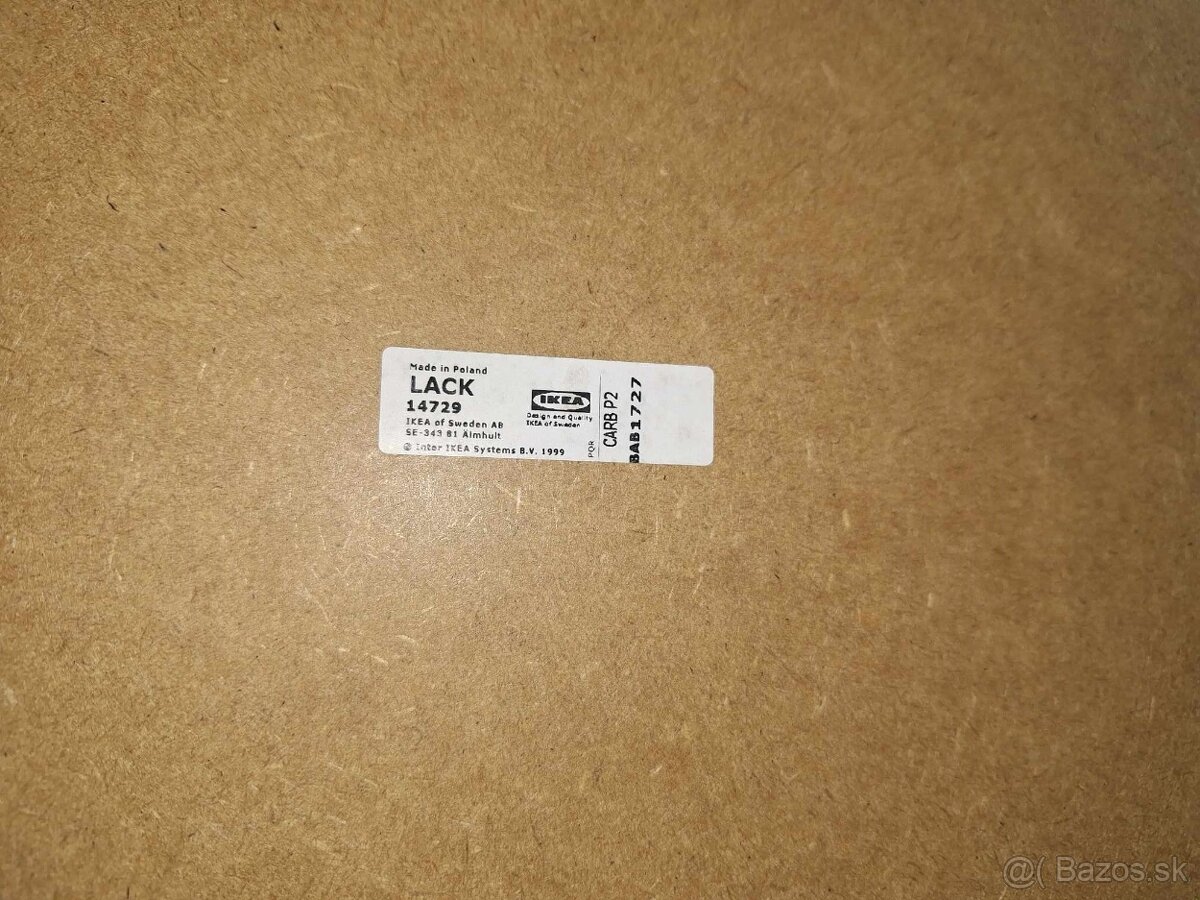 Made in Poland
LACK
14729
IKEA of Sweden AB
SE-343 81 Älmhult
© Inter IKEA Systems B.V. 1999
IKEA
Design and Quality
IKEA of Sweden
PQR
CARB P2
BAB1727
@( Bazos.sk